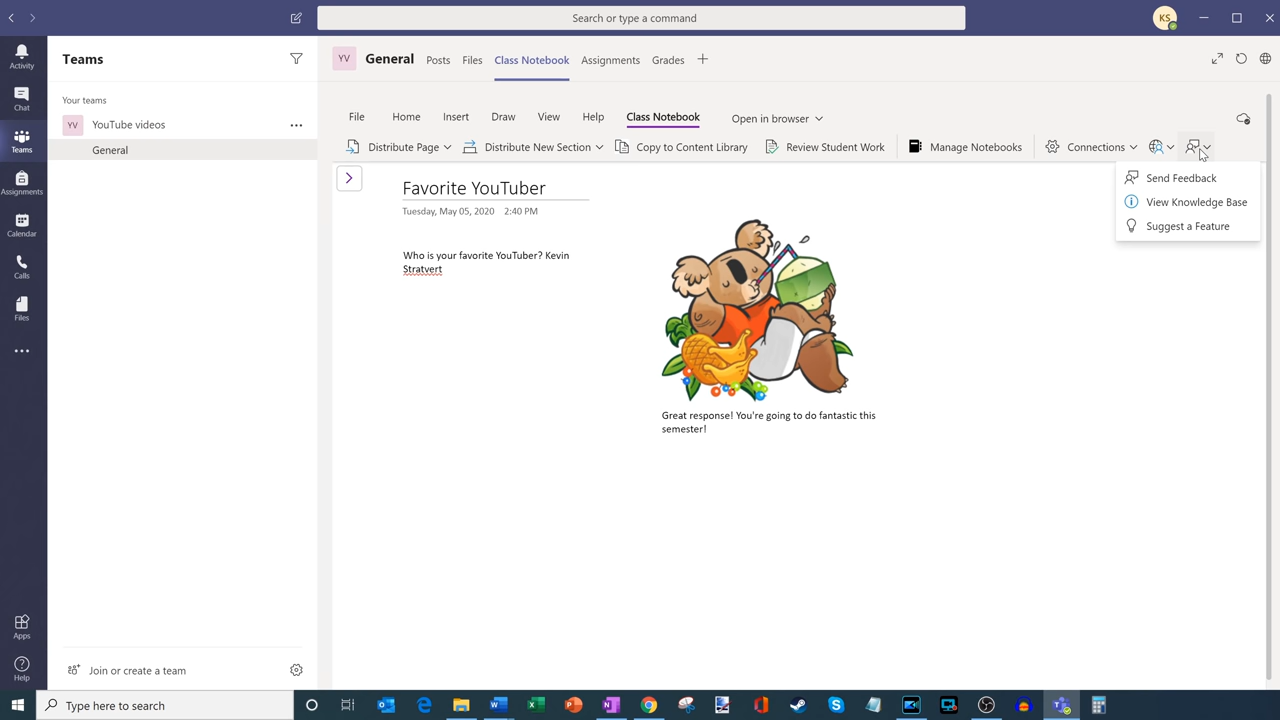 Search or type a command
KS
Activity
Chat
Teams
Assignments
Calendar
Calls
Files
Apps
Help
Teams
Your teams
YV YouTube videos
General
Join or create a team
YV General Posts Files Class Notebook Assignments Grades
File Home Insert Draw View Help Class Notebook Open in browser
Distribute Page Distribute New Section Copy to Content Library Review Student Work Manage Notebooks Connections
Send Feedback
View Knowledge Base
Suggest a Feature
Favorite YouTuber
Tuesday, May 05, 2020 2:40 PM
Who is your favorite YouTuber? Kevin
Stratvert
Great response! You're going to do fantastic this
semester!
Type here to search